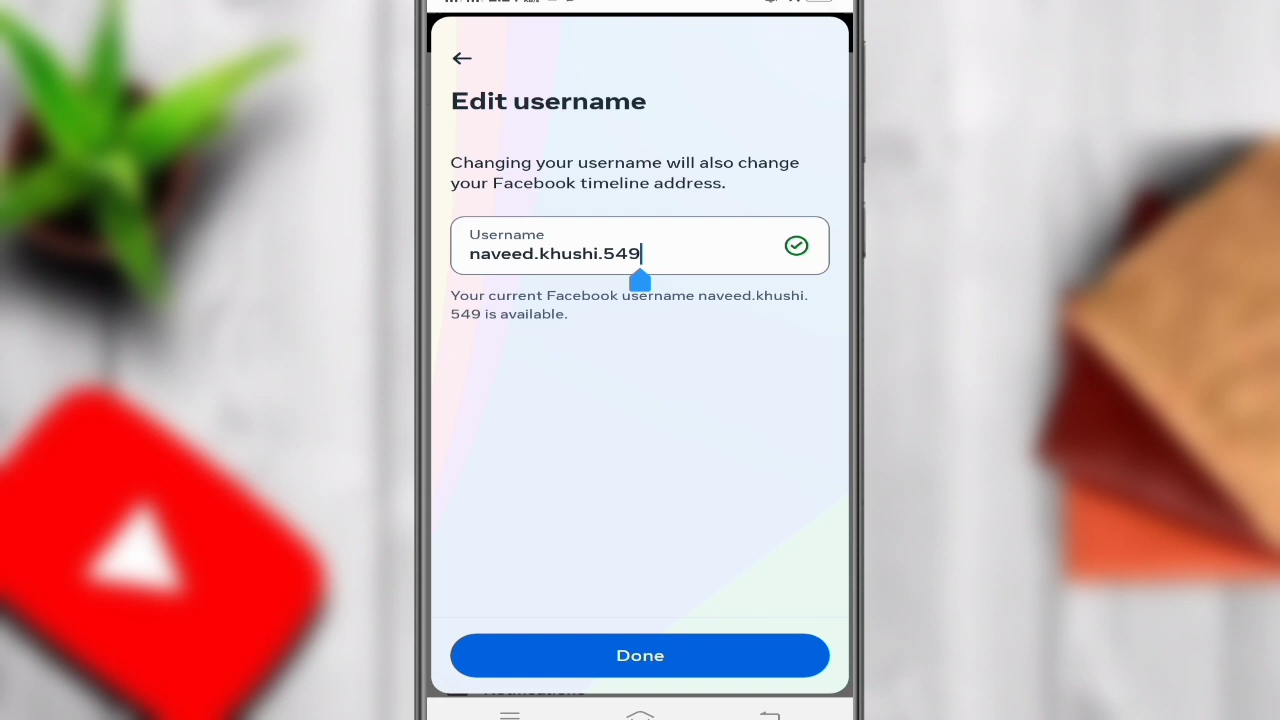 Edit username
Changing your username will also change
your Facebook timeline address.
Username
naveed.khushi.549
Your current Facebook username naveed.khushi.
549 is available.
Done